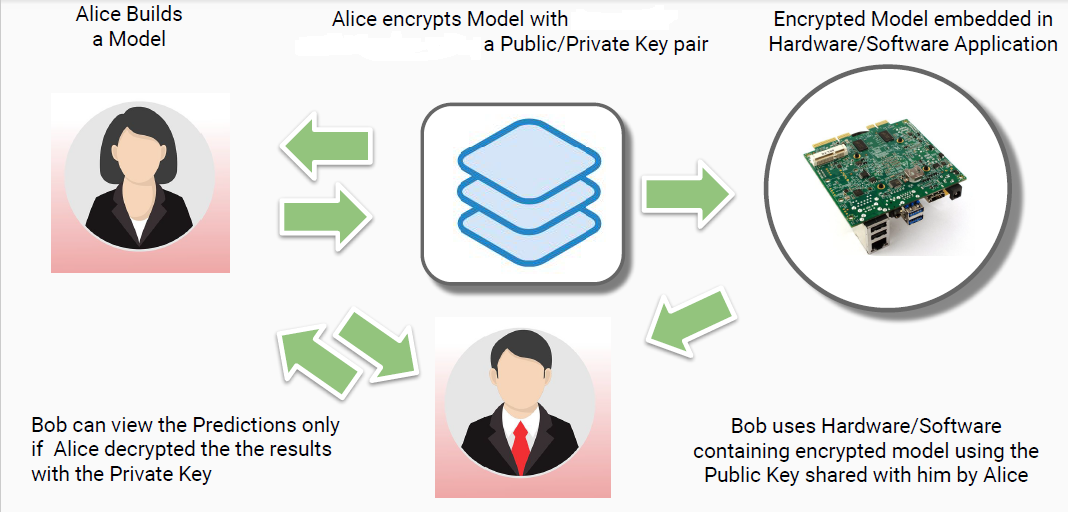 Alice Builds
a Model
Alice encrypts Model with
a Public/Private Key pair
Encrypted Model embedded in
Hardware/Software Application
Bob can view the Predictions only
if Alice decrypted the the results
with the Private Key
Bob uses Hardware/Software
containing encrypted model using the
Public Key shared with him by Alice